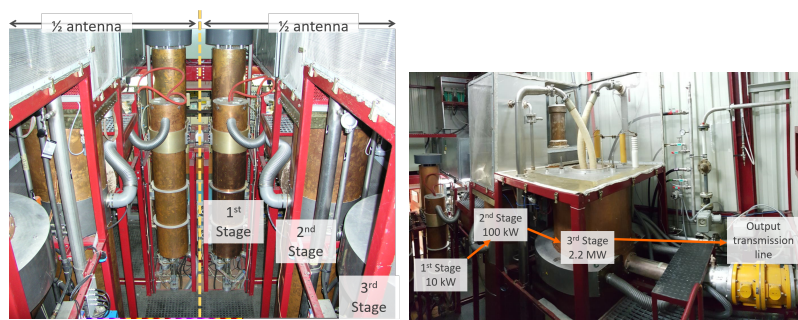 ½ antenna
½ antenna
1st
Stage
2nd
Stage
3rd
Stage
1st Stage
10 kW
2nd Stage
100 kW
3rd Stage
2.2 MW
Output
transmission
line